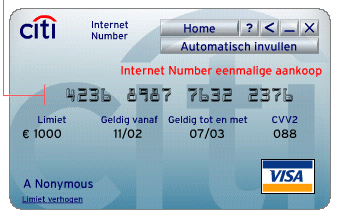 citi
Internet Number
Home ? < _ X
Automatisch invullen
Internet Number eenmalige aankoop
4236 8987 7632 2376
Limiet Geldig vanaf Geldig tot en met CVV2
€ 1000 11/02 07/03 088
A Nonymous
Limiet verhogen
VISA